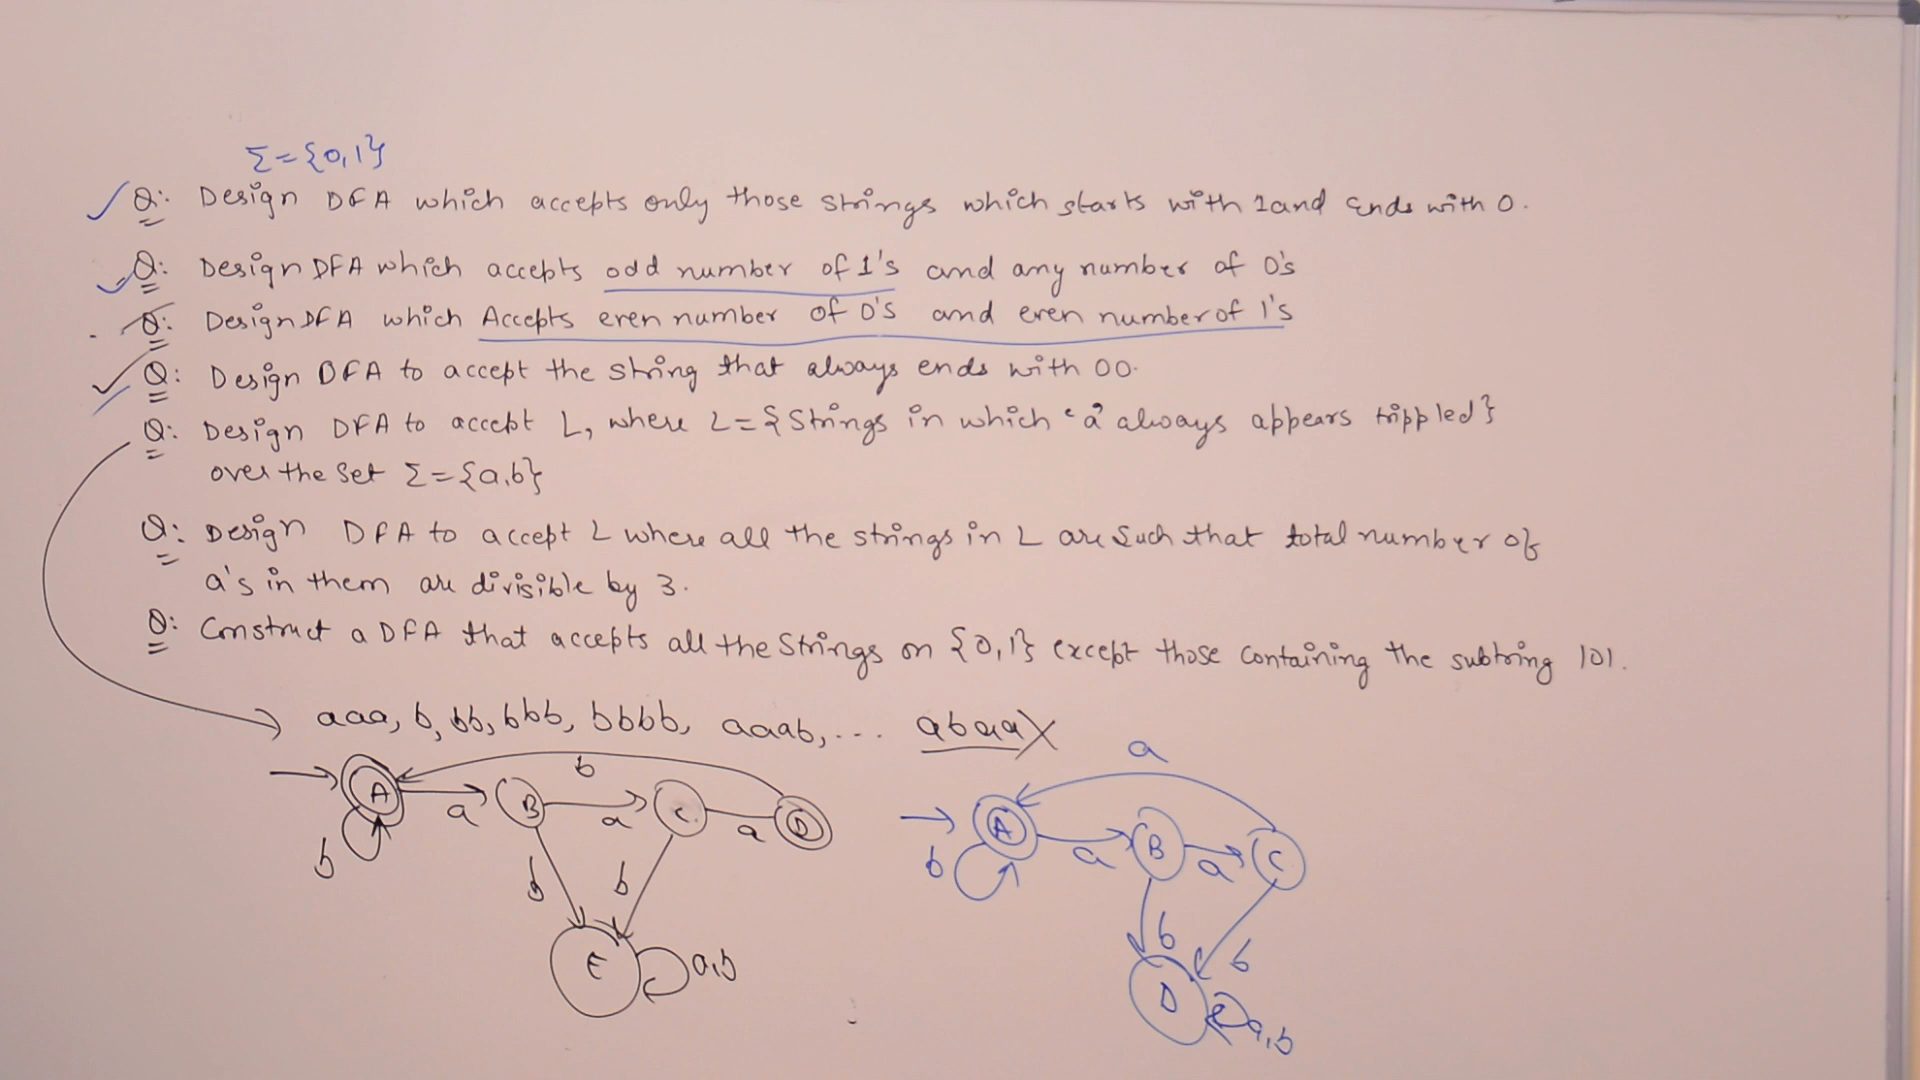 Σ={0,1}
Q: Design DFA which accepts only those strings which starts with 1 and Ends with 0.
Q: Design DFA which accepts odd number of 1's and any number of 0's
Q: Design DFA which Accepts even number of 0's and even number of 1's
Q: Design DFA to accept the string that always ends with 00.
Q: Design DFA to accept L, where L={Strings in which 'a' always appears trippled}
over the set Σ={a,b}
Q: Design DFA to accept L where all the strings in L are such that total number of
a's in them are divisible by 3.
Q: Construct a DFA that accepts all the strings on {0,1} except those containing the subtring 101.
aaa, b, bb, bbb, bbbb, aaab, ... abaaX
A a B a C a D b
b b b E a,b
A a B a C a
b b b D a,b